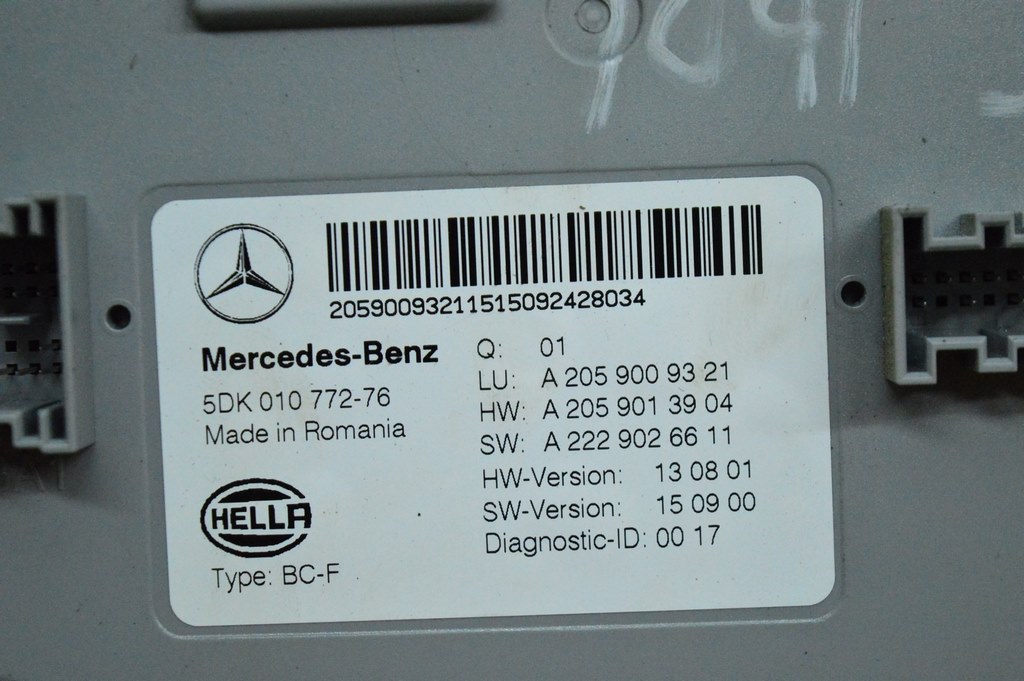 20590093211515092428034
Mercedes-Benz
5DK 010 772-76
Made in Romania
HELLA
Type: BC-F
Q: 01
LU: A 205 900 93 21
HW: A 205 901 39 04
SW: A 222 902 66 11
HW-Version: 13 08 01
SW-Version: 15 09 00
Diagnostic-ID: 00 17